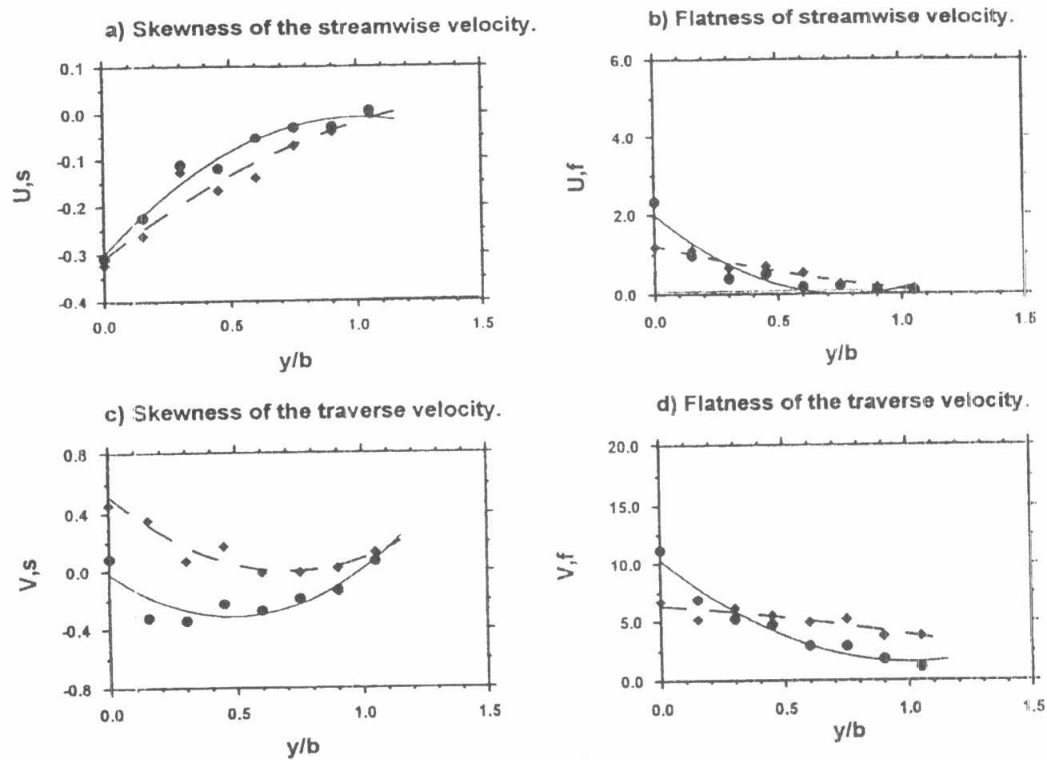 a) Skewness of the streamwise velocity.
0.1
0.0
-0.1
-0.2
-0.3
-0.4
U,s
0.0 0.5 1.0 1.5
y/b
b) Flatness of streamwise velocity.
6.0
4.0
2.0
0.0
U,f
0.0 0.5 1.0 1.5
y/b
c) Skewness of the traverse velocity.
0.8
0.4
0.0
-0.4
-0.8
V,s
0.0 0.5 1.0 1.5
y/b
d) Flatness of the traverse velocity.
20.0
15.0
10.0
5.0
0.0
V,f
0.0 0.5 1.0 1.5
y/b